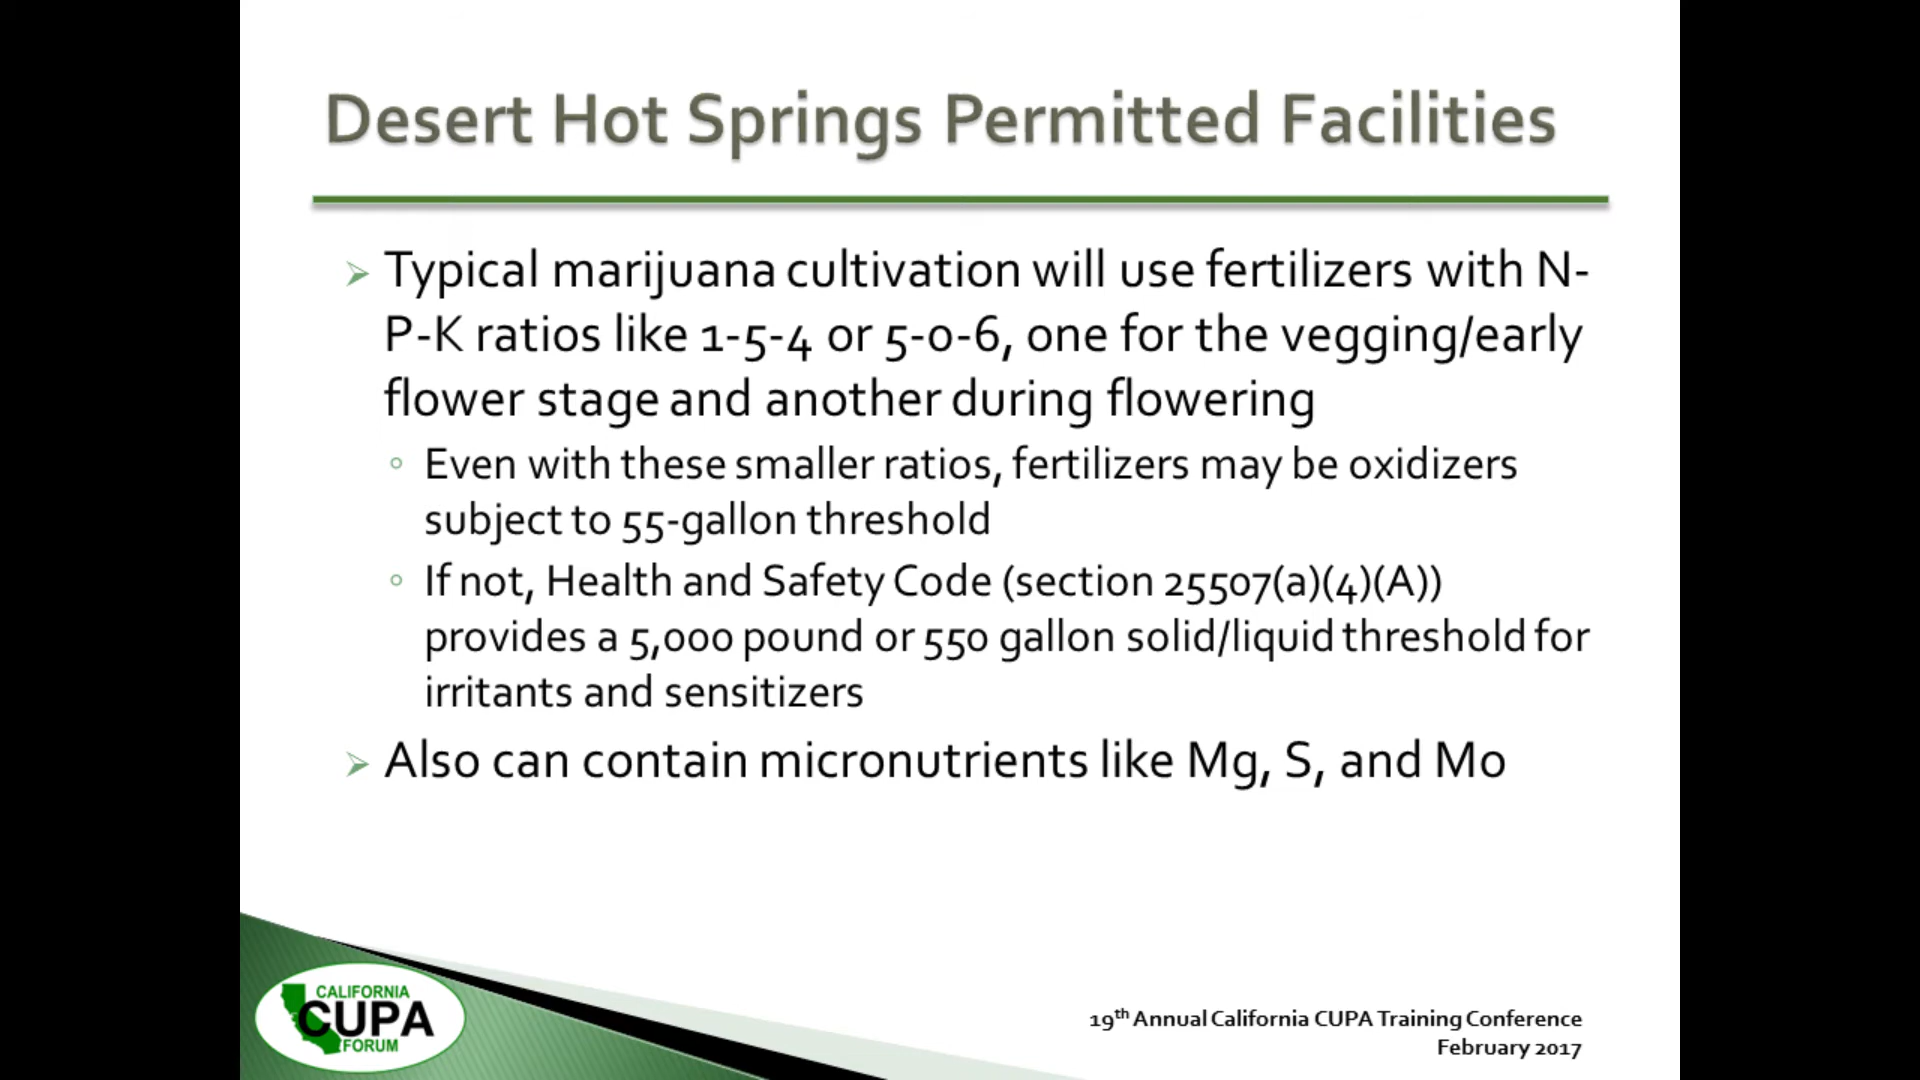 Desert Hot Springs Permitted Facilities
Typical marijuana cultivation will use fertilizers with N-
P-K ratios like 1-5-4 or 5-0-6, one for the vegging/early
flower stage and another during flowering
Even with these smaller ratios, fertilizers may be oxidizers
subject to 55-gallon threshold
If not, Health and Safety Code (section 25507(a)(4)(A))
provides a 5,000 pound or 550 gallon solid/liquid threshold for
irritants and sensitizers
Also can contain micronutrients like Mg, S, and Mo
CALIFORNIA
CUPA
FORUM
19th Annual California CUPA Training Conference
February 2017